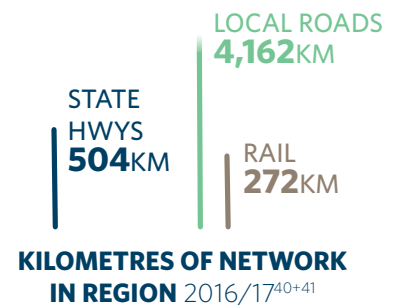 LOCAL ROADS
4,162KM
STATE
HWYS
504KM
RAIL
272KM
KILOMETRES OF NETWORK
IN REGION 2016/17⁴⁰⁺⁴¹